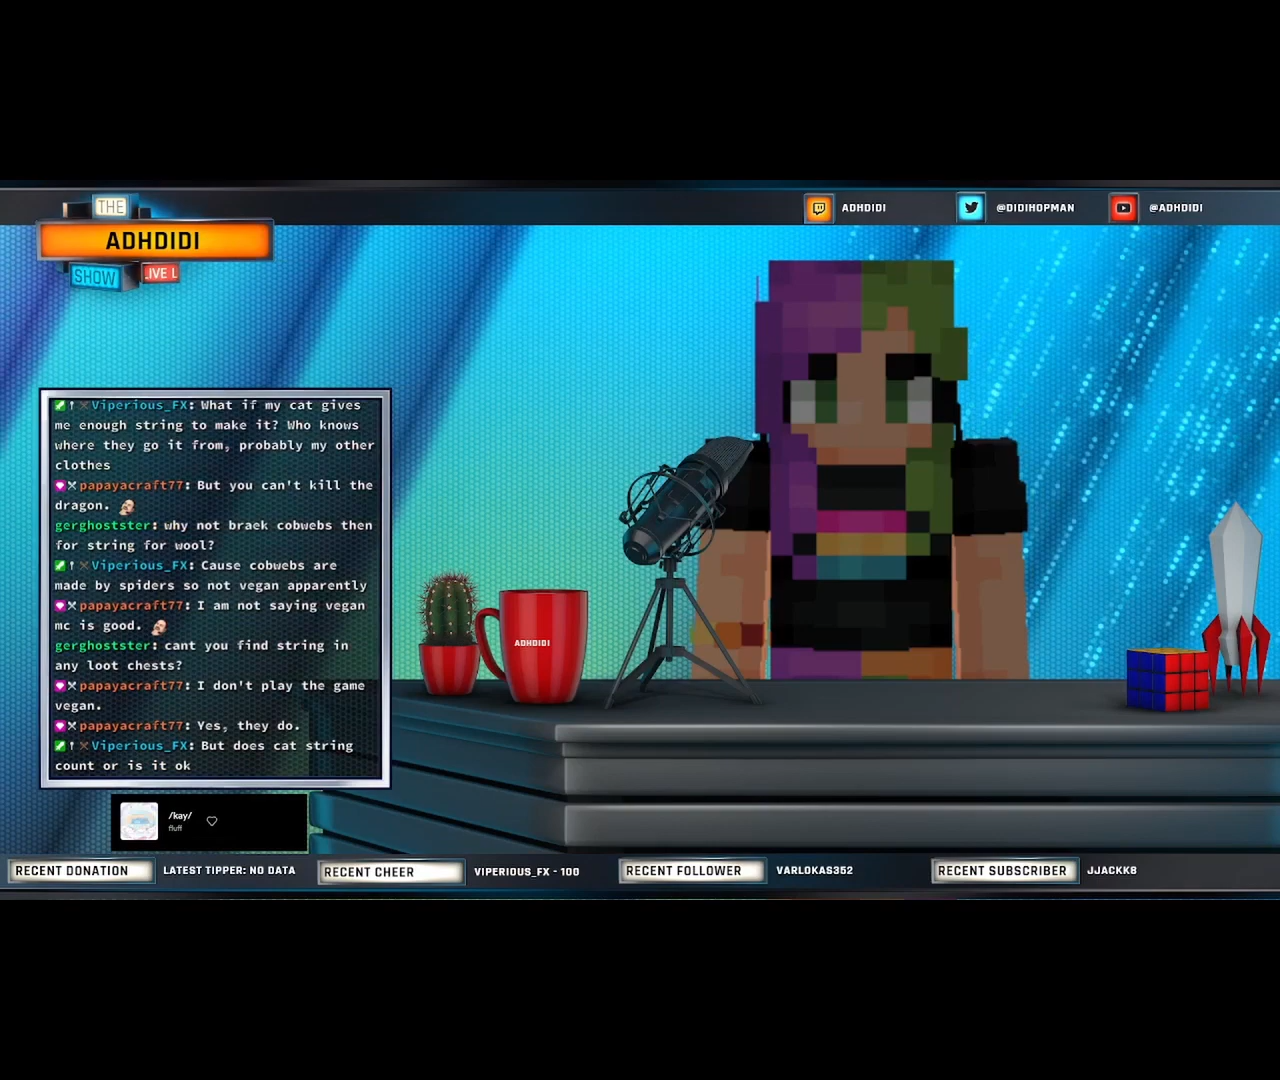 THE
ADHDIDI
SHOW
LIVE L
ADHDIDI
@DIDIHOPMAN
@ADHDIDI
Viperious_FX: What if my cat gives
me enough string to make it? Who knows
where they go it from, probably my other
clothes
papayacraft77: But you can't kill the
dragon.
gerghostster: why not braek cobwebs then
for string for wool?
Viperious_FX: Cause cobwebs are
made by spiders so not vegan apparently
papayacraft77: I am not saying vegan
mc is good.
gerghostster: cant you find string in
any loot chests?
papayacraft77: I don't play the game
vegan.
papayacraft77: Yes, they do.
Viperious_FX: But does cat string
count or is it ok
ADHDIDI
/kay/
fluff
RECENT DONATION
LATEST TIPPER: NO DATA
RECENT CHEER
VIPERIOUS_FX - 100
RECENT FOLLOWER
VARLOKAS352
RECENT SUBSCRIBER
JJACKK8